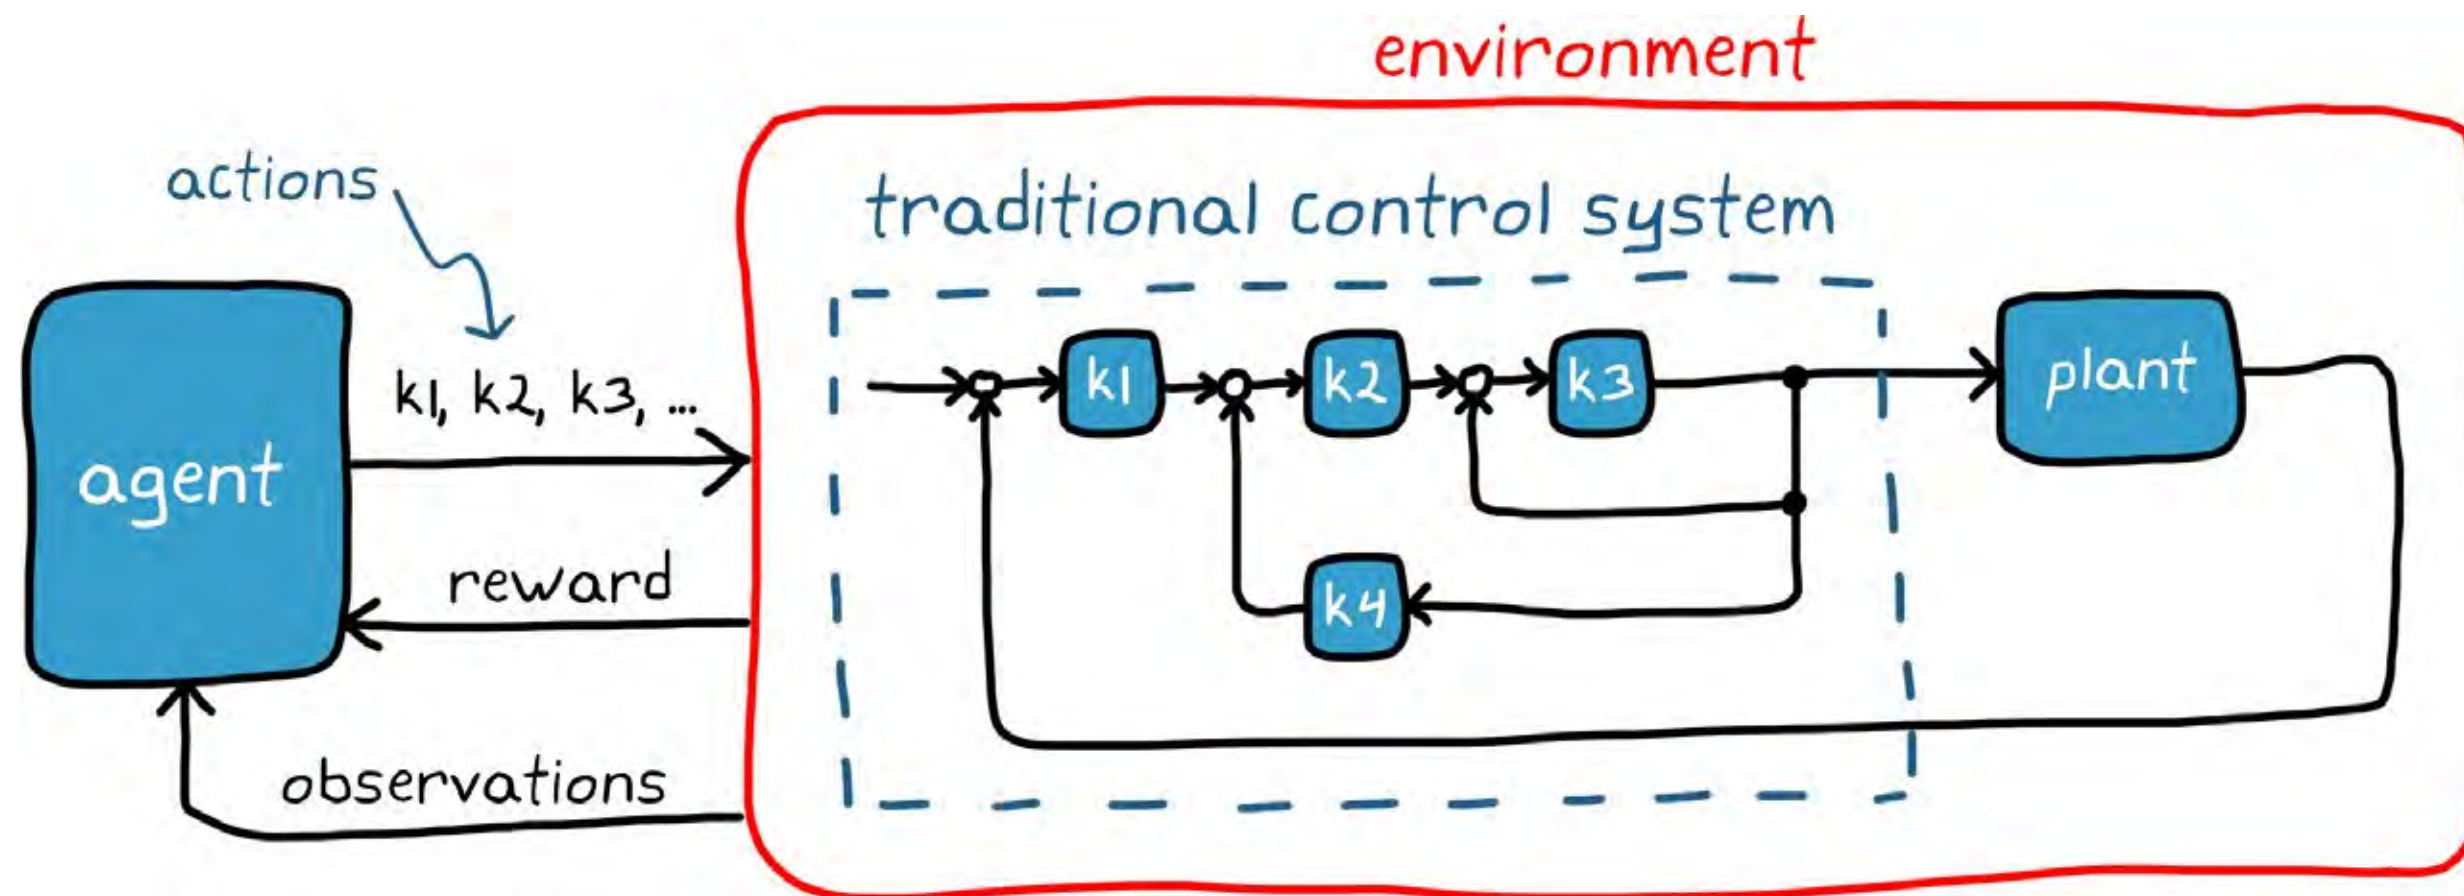 environment
actions
traditional control system
k1, k2, k3, ...
k1
k2
k3
plant
agent
reward
k4
observations